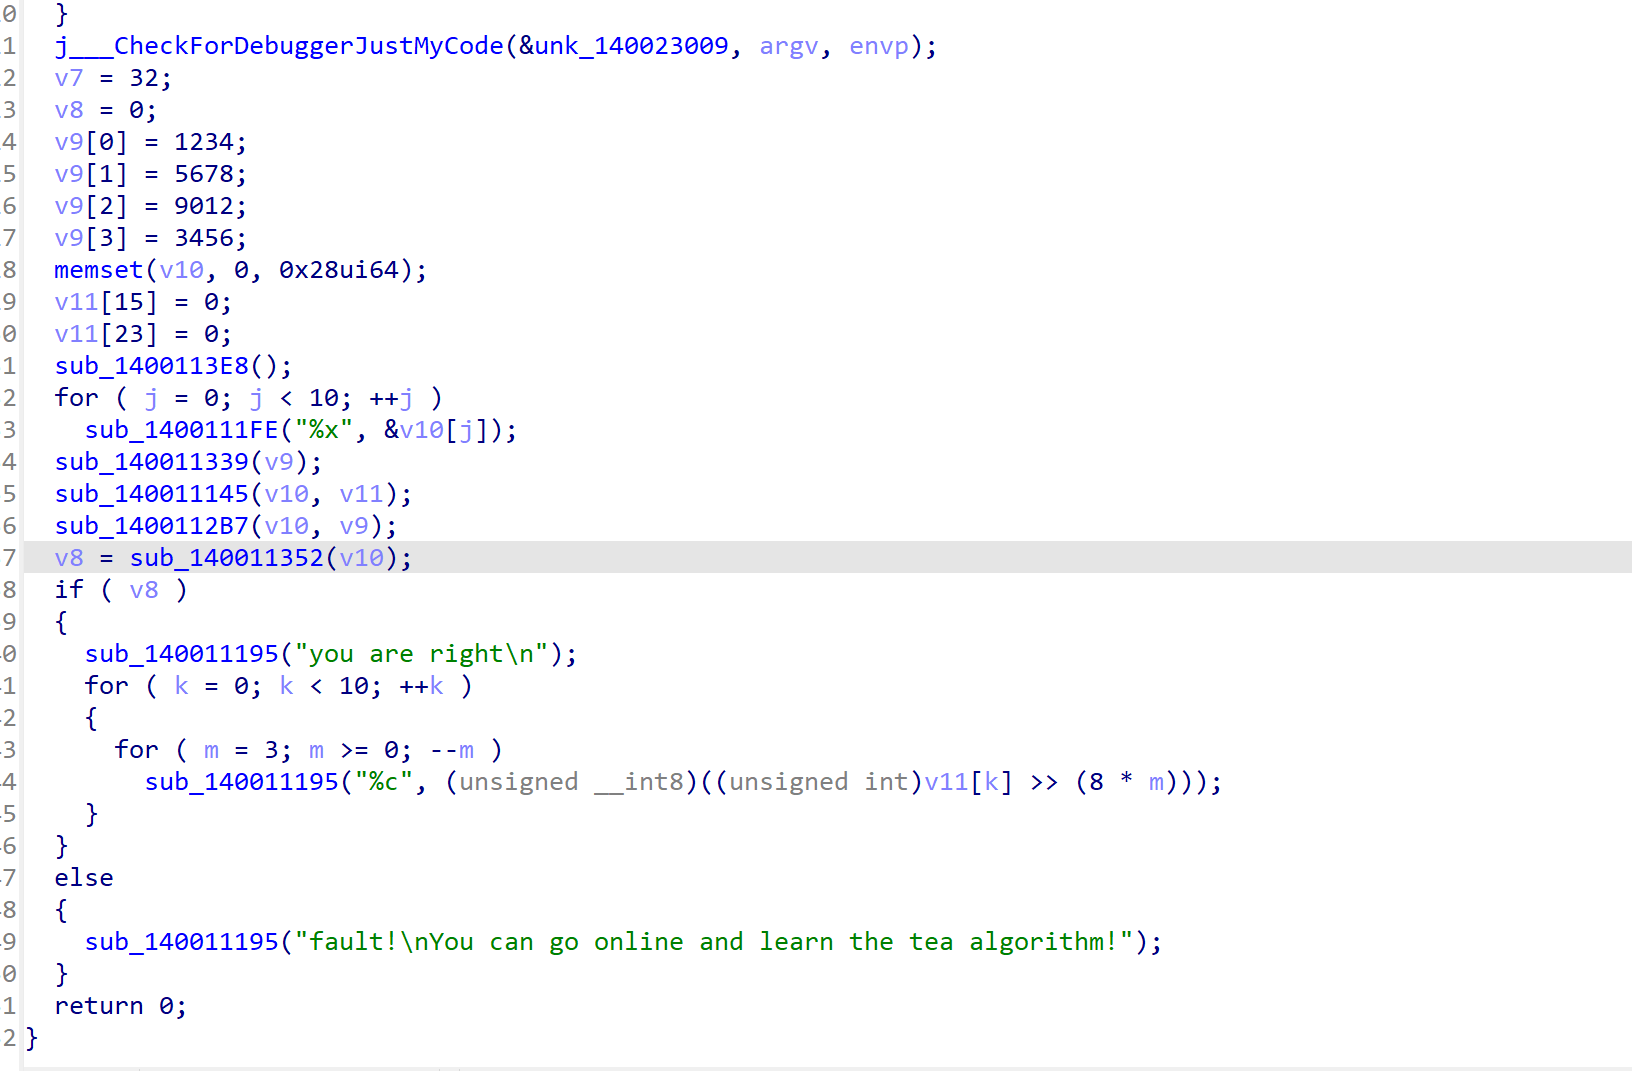 0 }
1 j___CheckForDebuggerJustMyCode(&unk_140023009, argv, envp);
2 v7 = 32;
3 v8 = 0;
4 v9[0] = 1234;
5 v9[1] = 5678;
6 v9[2] = 9012;
7 v9[3] = 3456;
8 memset(v10, 0, 0x28ui64);
9 v11[15] = 0;
0 v11[23] = 0;
1 sub_1400113E8();
2 for ( j = 0; j < 10; ++j )
3 sub_1400111FE("%x", &v10[j]);
4 sub_140011339(v9);
5 sub_140011145(v10, v11);
6 sub_1400112B7(v10, v9);
7 v8 = sub_140011352(v10);
8 if ( v8 )
9 {
0 sub_140011195("you are right\n");
1 for ( k = 0; k < 10; ++k )
2 {
3 for ( m = 3; m >= 0; --m )
4 sub_140011195("%c", (unsigned __int8)((unsigned int)v11[k] >> (8 * m)));
5 }
6 }
7 else
8 {
9 sub_140011195("fault!\nYou can go online and learn the tea algorithm!");
0 }
1 return 0;
2 }